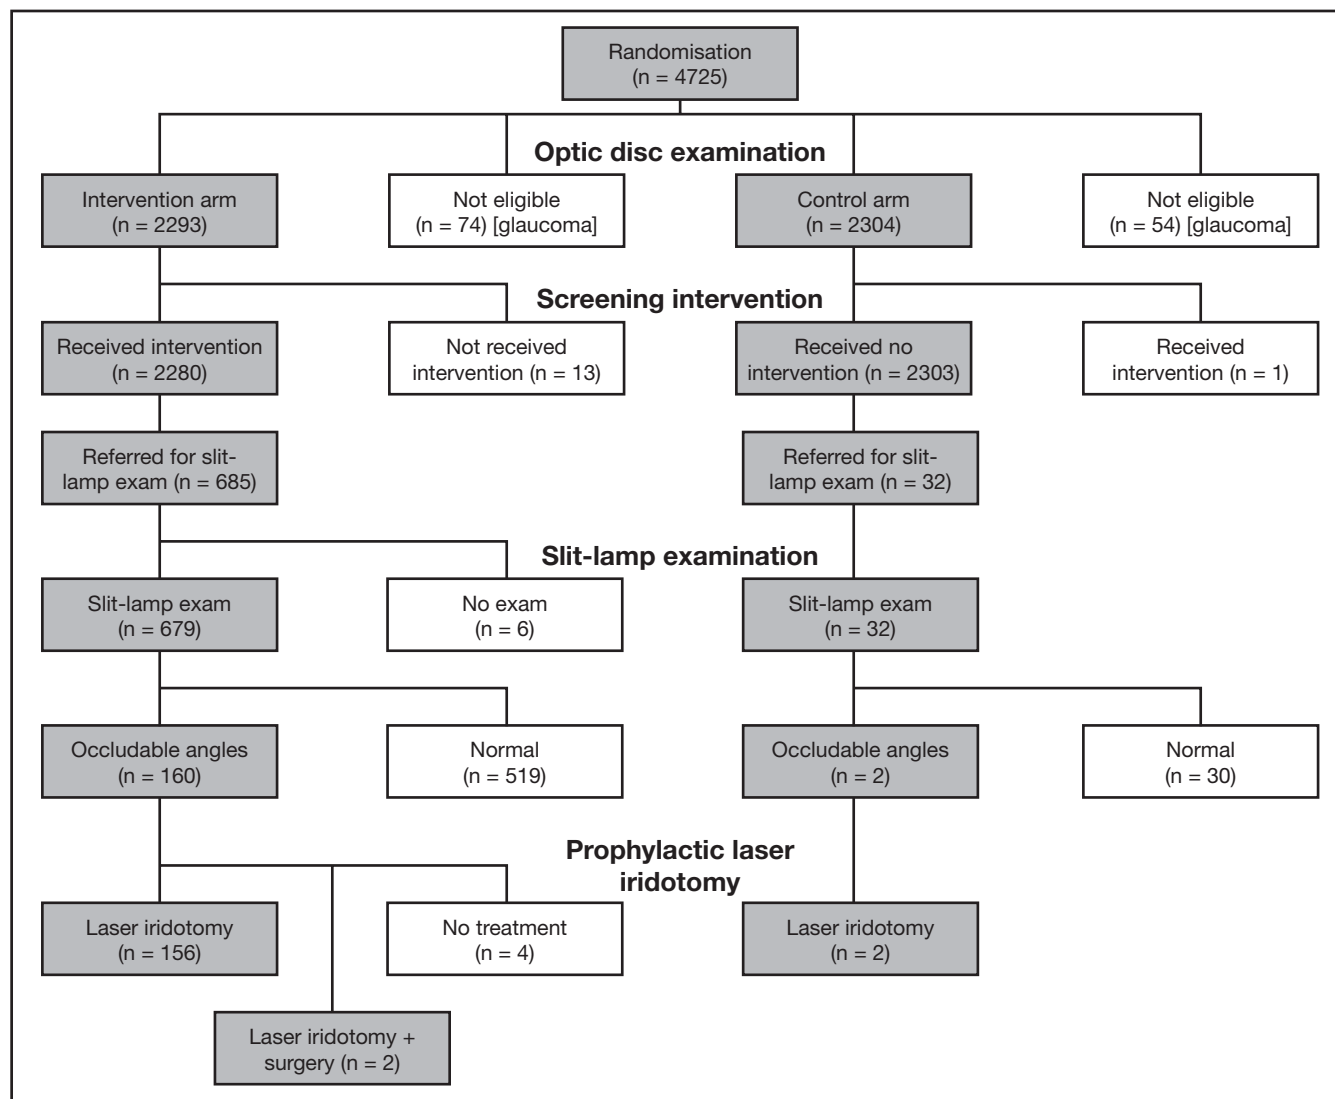 Randomisation
(n = 4725)
Optic disc examination
Intervention arm
(n = 2293)
Not eligible
(n = 74) [glaucoma]
Control arm
(n = 2304)
Not eligible
(n = 54) [glaucoma]
Screening intervention
Received intervention
(n = 2280)
Not received
intervention (n = 13)
Received no
intervention (n = 2303)
Received
intervention (n = 1)
Referred for slit-
lamp exam (n = 685)
Referred for slit-
lamp exam (n = 32)
Slit-lamp examination
Slit-lamp exam
(n = 679)
No exam
(n = 6)
Slit-lamp exam
(n = 32)
Occludable angles
(n = 160)
Normal
(n = 519)
Occludable angles
(n = 2)
Normal
(n = 30)
Prophylactic laser
iridotomy
Laser iridotomy
(n = 156)
No treatment
(n = 4)
Laser iridotomy
(n = 2)
Laser iridotomy +
surgery (n = 2)